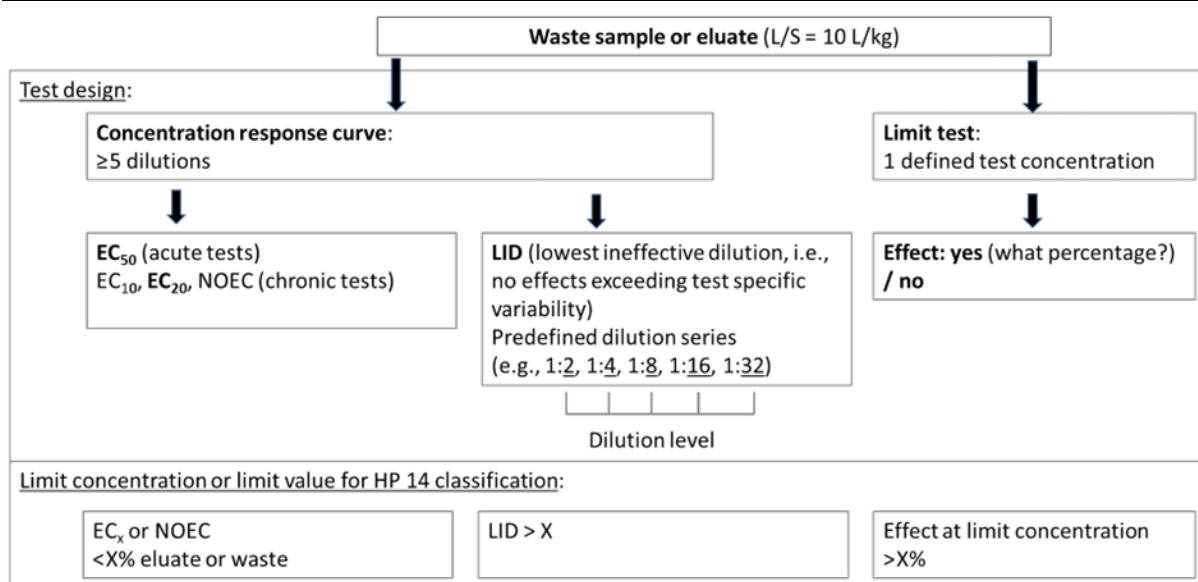 Waste sample or eluate (L/S = 10 L/kg)
Test design:
Concentration response curve:
≥5 dilutions
Limit test:
1 defined test concentration
EC50 (acute tests)
EC10, EC20, NOEC (chronic tests)
LID (lowest ineffective dilution, i.e.,
no effects exceeding test specific
variability)
Predefined dilution series
(e.g., 1:2, 1:4, 1:8, 1:16, 1:32)
Dilution level
Effect: yes (what percentage?)
/ no
Limit concentration or limit value for HP 14 classification:
ECx or NOEC
<X% eluate or waste
LID > X
Effect at limit concentration
>X%